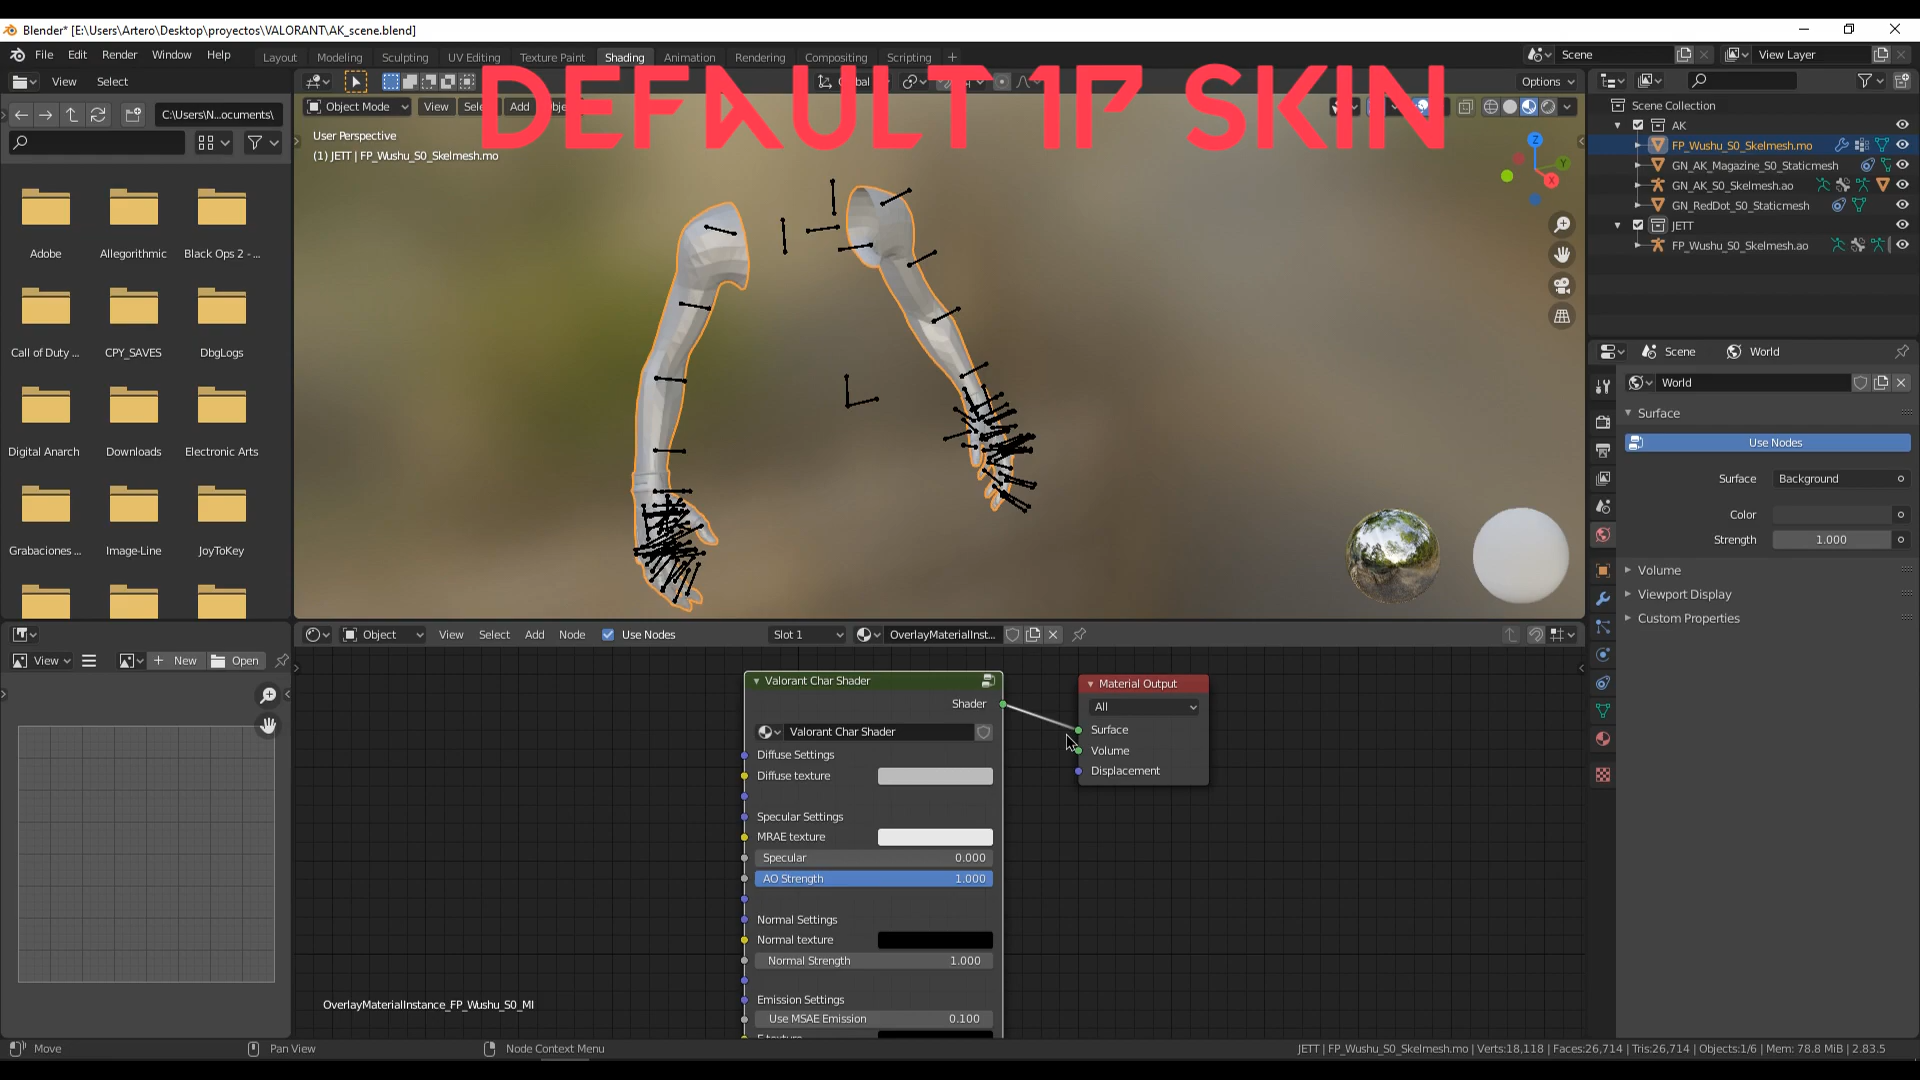 Blender* [E:\Users\Artero\Desktop\proyectos\VALORANT\AK_scene.blend]
File Edit Render Window Help
Layout Modeling Sculpting UV Editing Texture Paint Shading Animation Rendering Compositing Scripting +
Scene
View Layer
View Select
Options
DEFAULT 1P SKIN
C:\Users\N...ocuments\
Object Mode View Add
User Perspective
(1) JETT | FP_Wushu_S0_Skelmesh.mo
Z
Y
X
Adobe Allegorithmic Black Ops 2 - ...
Call of Duty ... CPY_SAVES DbgLogs
Digital Anarch Downloads Electronic Arts
Grabaciones ... Image-Line JoyToKey
Scene Collection
AK
FP_Wushu_S0_Skelmesh.mo
GN_AK_Magazine_S0_Staticmesh
GN_AK_S0_Skelmesh.ao
GN_RedDot_S0_Staticmesh
JETT
FP_Wushu_S0_Skelmesh.ao
Scene World
World
Surface
Use Nodes
Surface Background
Color
Strength 1.000
Volume
Viewport Display
Custom Properties
Object View Select Add Node Use Nodes Slot 1 OverlayMaterialInst...
View New Open
Valorant Char Shader
Shader
Valorant Char Shader
Diffuse Settings
Diffuse texture
Specular Settings
MRAE texture
Specular 0.000
AO Strength 1.000
Normal Settings
Normal texture
Normal Strength 1.000
Emission Settings
Use MSAE Emission 0.100
Material Output
All
Surface
Volume
Displacement
OverlayMaterialInstance_FP_Wushu_S0_MI
Move Pan View Node Context Menu
JETT | FP_Wushu_S0_Skelmesh.mo | Verts:18,118 | Faces:26,714 | Tris:26,714 | Objects:1/6 | Mem: 78.8 MiB | 2.83.5